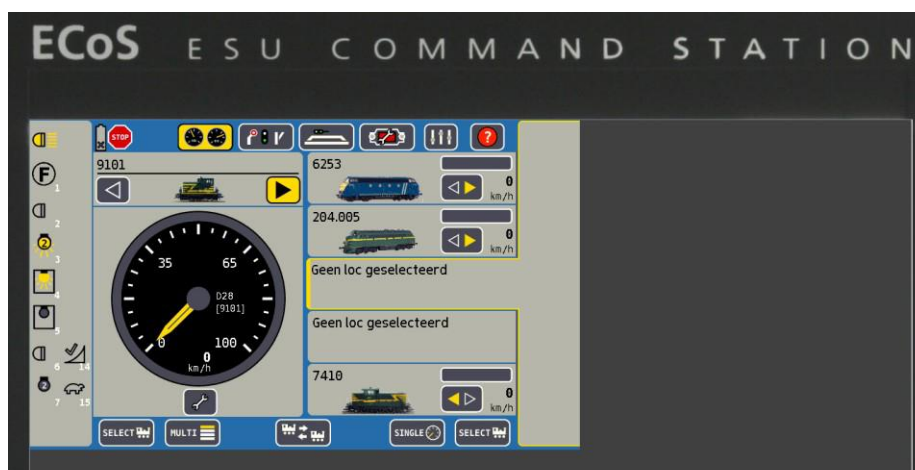 ECoS ESU COMMAND STATION
STOP
?
F
1
2
2
3
4
5
6 14
2
7 15
9101
35 65
D28
[9101]
0 100
0
km/h
6253
0
km/h
204.005
0
km/h
Geen loc geselecteerd
Geen loc geselecteerd
7410
0
km/h
SELECT MULTI SINGLE SELECT